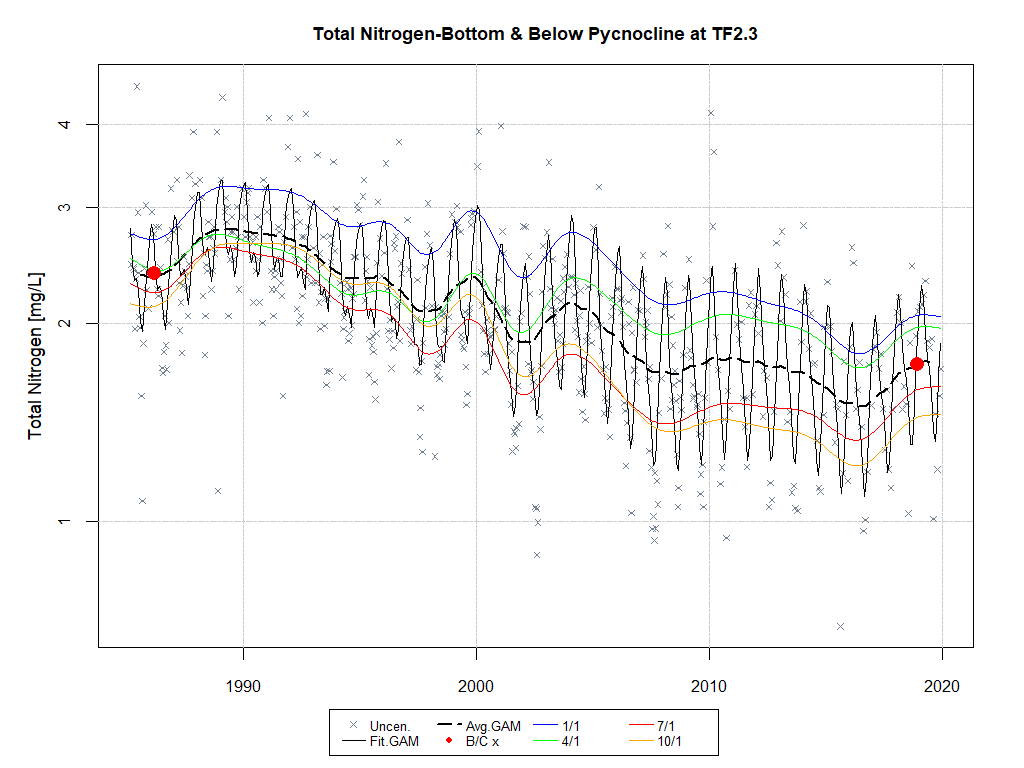 Total Nitrogen-Bottom & Below Pycnocline at TF2.3
Total Nitrogen [mg/L]
4
3
2
1
1990 2000 2010 2020
Uncen. Avg.GAM 1/1 7/1
Fit.GAM B/C x 4/1 10/1